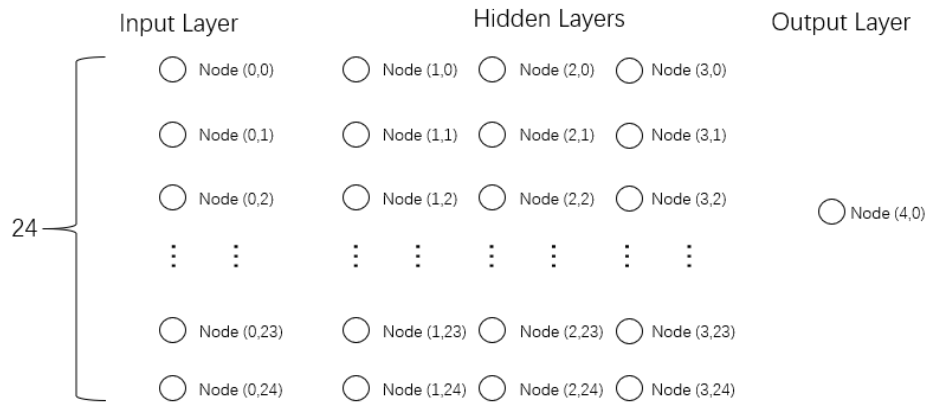 Input Layer Hidden Layers Output Layer
Node (0,0) Node (1,0) Node (2,0) Node (3,0)
Node (0,1) Node (1,1) Node (2,1) Node (3,1)
Node (0,2) Node (1,2) Node (2,2) Node (3,2)
Node (4,0)
24
Node (0,23) Node (1,23) Node (2,23) Node (3,23)
Node (0,24) Node (1,24) Node (2,24) Node (3,24)